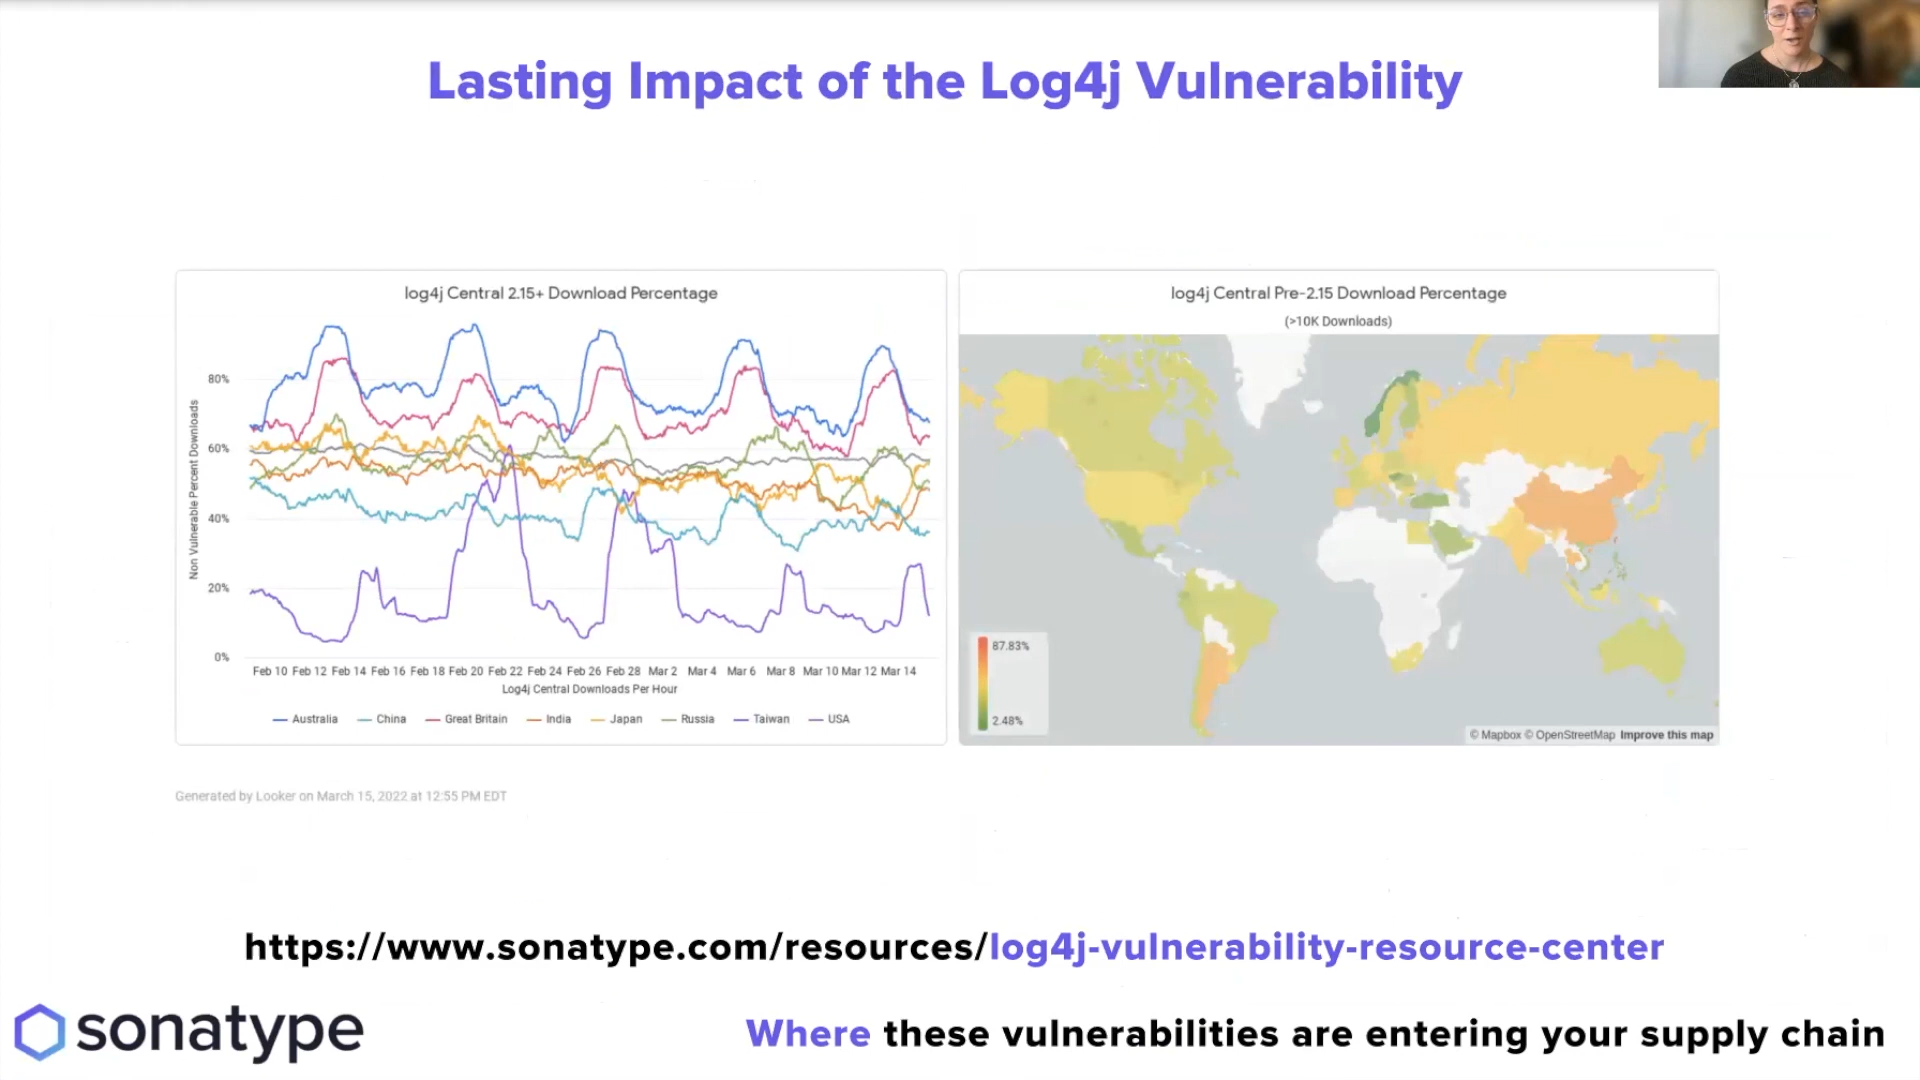 Lasting Impact of the Log4j Vulnerability
log4j Central 2.15+ Download Percentage
Non Vulnerable Percent Downloads
80%
60%
40%
20%
0%
Feb 10 Feb 12 Feb 14 Feb 16 Feb 18 Feb 20 Feb 22 Feb 24 Feb 26 Feb 28 Mar 2 Mar 4 Mar 6 Mar 8 Mar 10 Mar 12 Mar 14
Log4j Central Downloads Per Hour
Australia China Great Britain India Japan Russia Taiwan USA
log4j Central Pre-2.15 Download Percentage
(>10K Downloads)
87.83%
2.48%
© Mapbox © OpenStreetMap Improve this map
Generated by Looker on March 15, 2022 at 12:55 PM EDT
https://www.sonatype.com/resources/log4j-vulnerability-resource-center
sonatype
Where these vulnerabilities are entering your supply chain